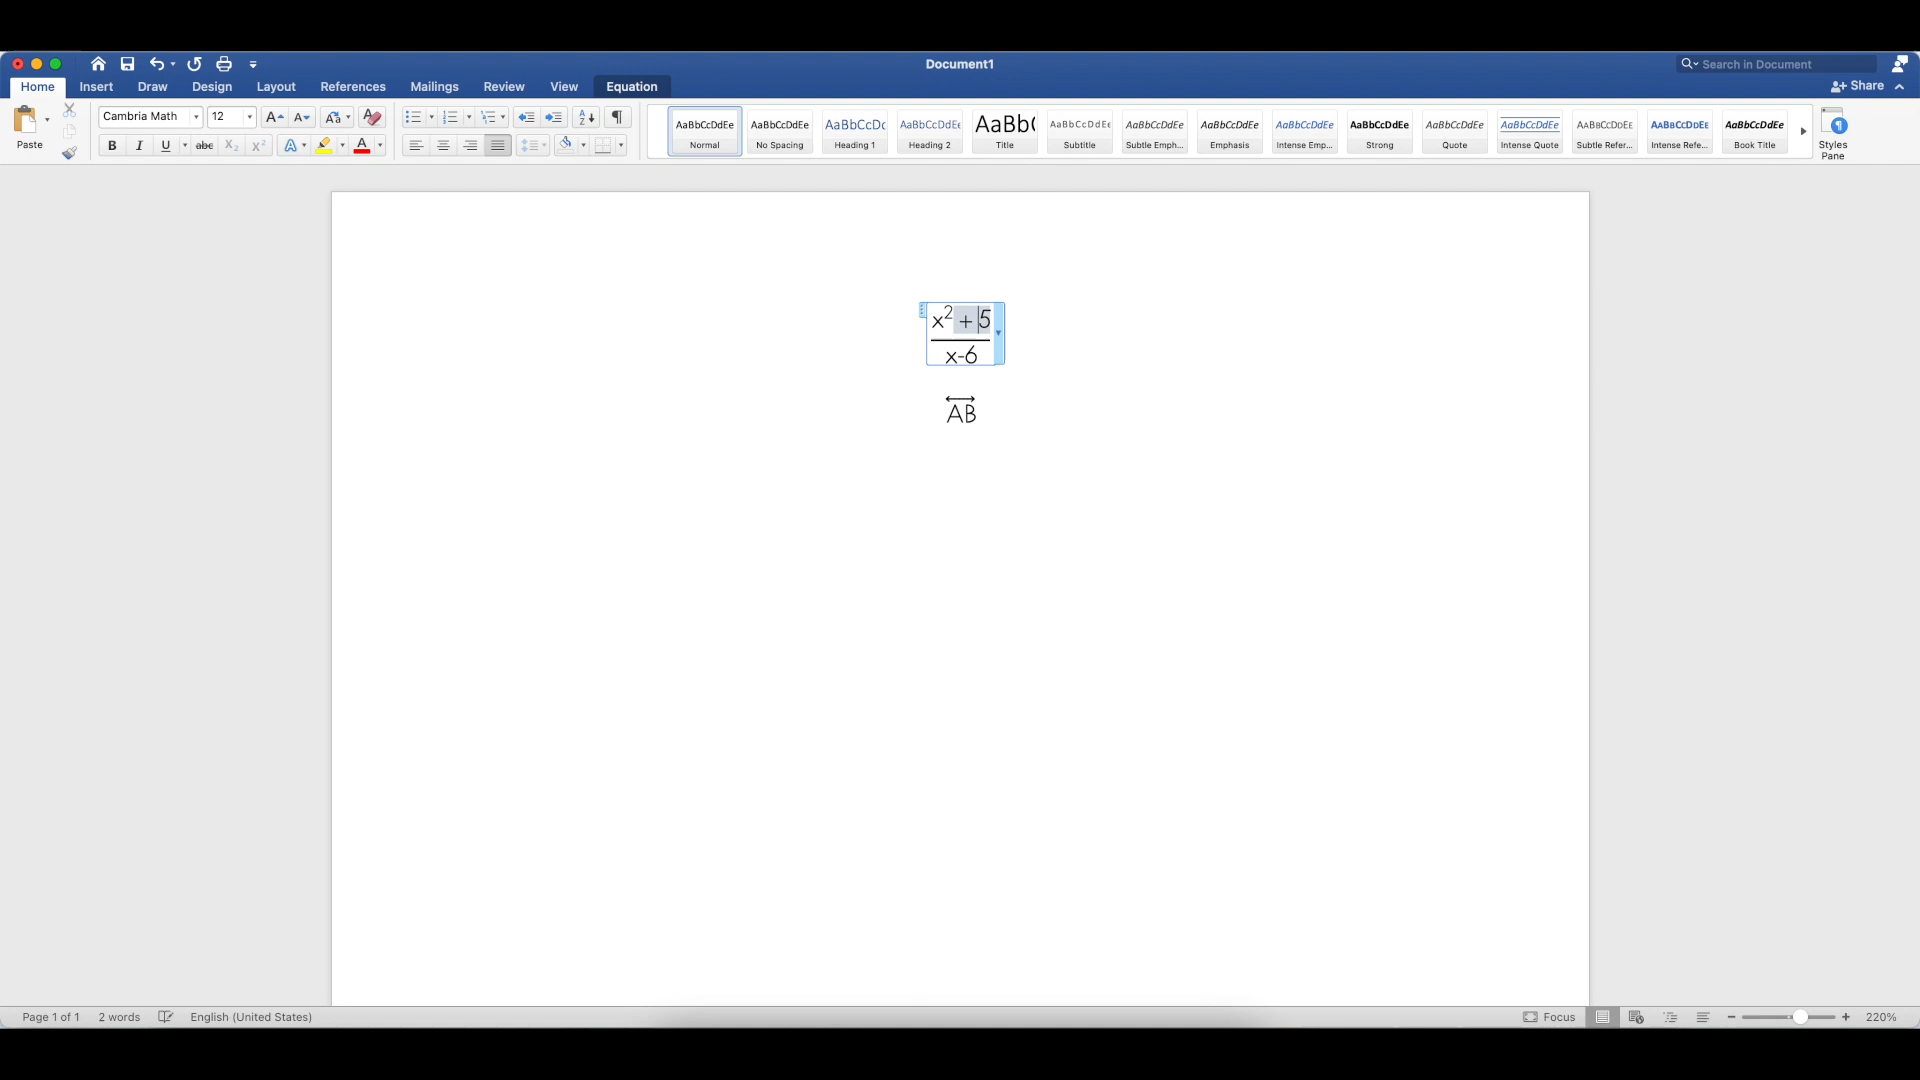 Document1
Search in Document
Home Insert Draw Design Layout References Mailings Review View Equation
Share
Paste
Cambria Math 12
B I U abc X₂ X² A A
AaBbCcDdEe AaBbCcDdEe AaBbCcDc AaBbCcDdEe AaBb( AaBbCcDdEe AaBbCcDdEe AaBbCcDdEe AaBbCcDdEe AaBbCcDdEe AaBbCcDdEe AaBbCcDdEe AaBbCcDdEe AaBbCcDdEe AaBbCcDdEe
Normal No Spacing Heading 1 Heading 2 Title Subtitle Subtle Emph... Emphasis Intense Emp... Strong Quote Intense Quote Subtle Refer... Intense Refe... Book Title
Styles
Pane
x² + 5
x-6
AB
Page 1 of 1 2 words English (United States) Focus 220%